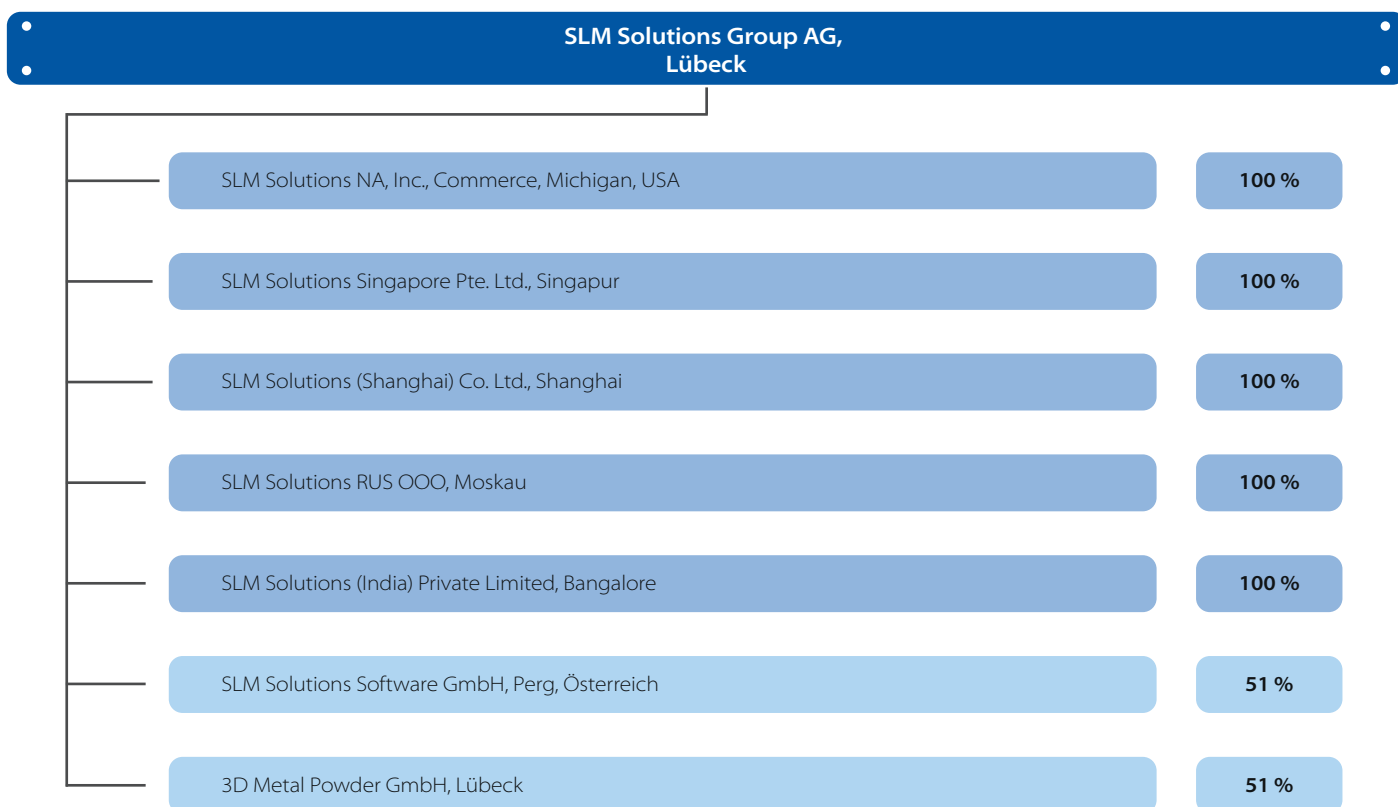 SLM Solutions Group AG,
Lübeck
SLM Solutions NA, Inc., Commerce, Michigan, USA
100 %
SLM Solutions Singapore Pte. Ltd., Singapur
100 %
SLM Solutions (Shanghai) Co. Ltd., Shanghai
100 %
SLM Solutions RUS OOO, Moskau
100 %
SLM Solutions (India) Private Limited, Bangalore
100 %
SLM Solutions Software GmbH, Perg, Österreich
51 %
3D Metal Powder GmbH, Lübeck
51 %